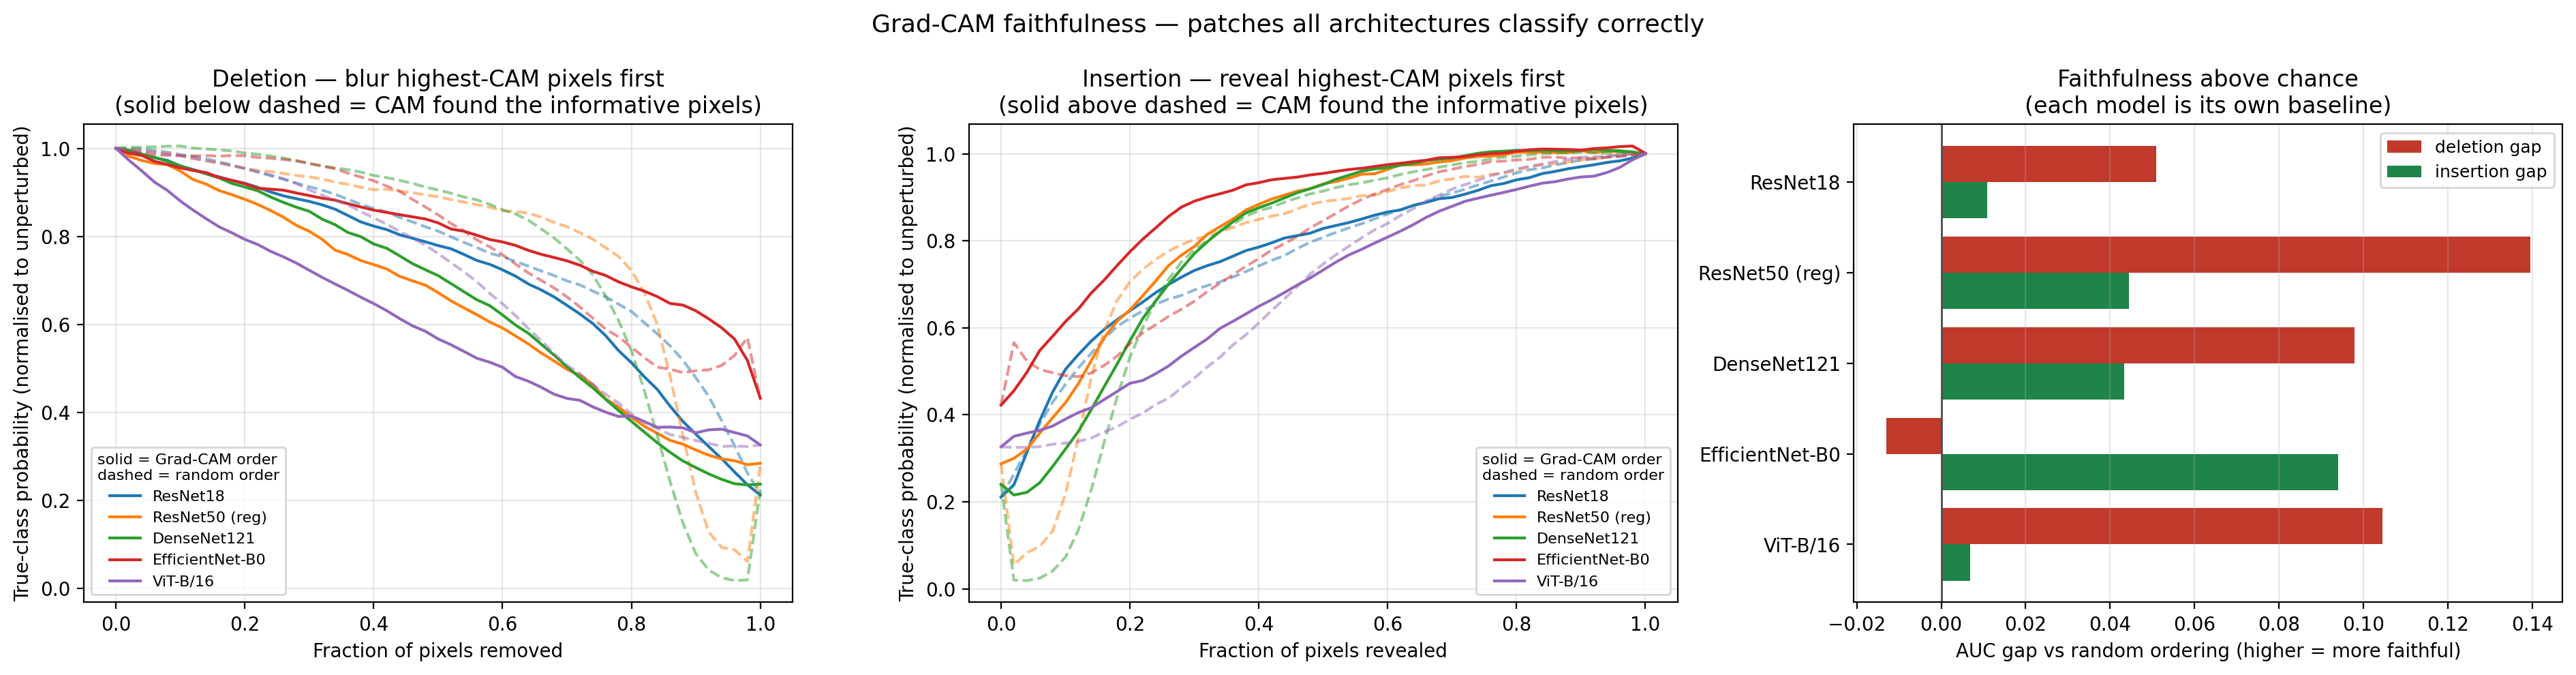 Grad-CAM faithfulness — patches all architectures classify correctly
Deletion — blur highest-CAM pixels first
(solid below dashed = CAM found the informative pixels)
True-class probability (normalised to unperturbed)
1.0
0.8
0.6
0.4
0.2
0.0
solid = Grad-CAM order
dashed = random order
ResNet18
ResNet50 (reg)
DenseNet121
EfficientNet-B0
ViT-B/16
0.0 0.2 0.4 0.6 0.8 1.0
Fraction of pixels removed
Insertion — reveal highest-CAM pixels first
(solid above dashed = CAM found the informative pixels)
True-class probability (normalised to unperturbed)
1.0
0.8
0.6
0.4
0.2
0.0
solid = Grad-CAM order
dashed = random order
ResNet18
ResNet50 (reg)
DenseNet121
EfficientNet-B0
ViT-B/16
0.0 0.2 0.4 0.6 0.8 1.0
Fraction of pixels revealed
Faithfulness above chance
(each model is its own baseline)
deletion gap
insertion gap
ResNet18
ResNet50 (reg)
DenseNet121
EfficientNet-B0
ViT-B/16
−0.02 0.00 0.02 0.04 0.06 0.08 0.10 0.12 0.14
AUC gap vs random ordering (higher = more faithful)